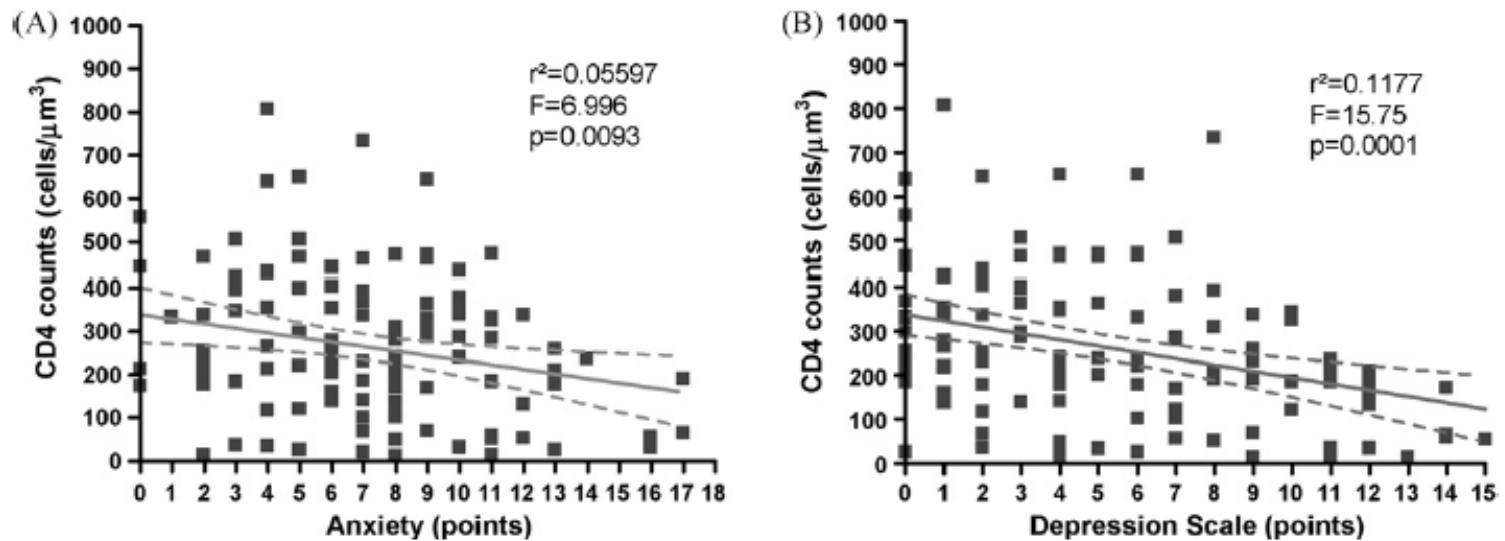 (A)
CD4 counts (cells/μm³)
1000
900
800
700
600
500
400
300
200
100
0
r²=0.05597
F=6.996
p=0.0093
0 1 2 3 4 5 6 7 8 9 10 11 12 13 14 15 16 17 18
Anxiety (points)
(B)
CD4 counts (cells/μm³)
1000
900
800
700
600
500
400
300
200
100
0
r²=0.1177
F=15.75
p=0.0001
0 1 2 3 4 5 6 7 8 9 10 11 12 13 14 15
Depression Scale (points)